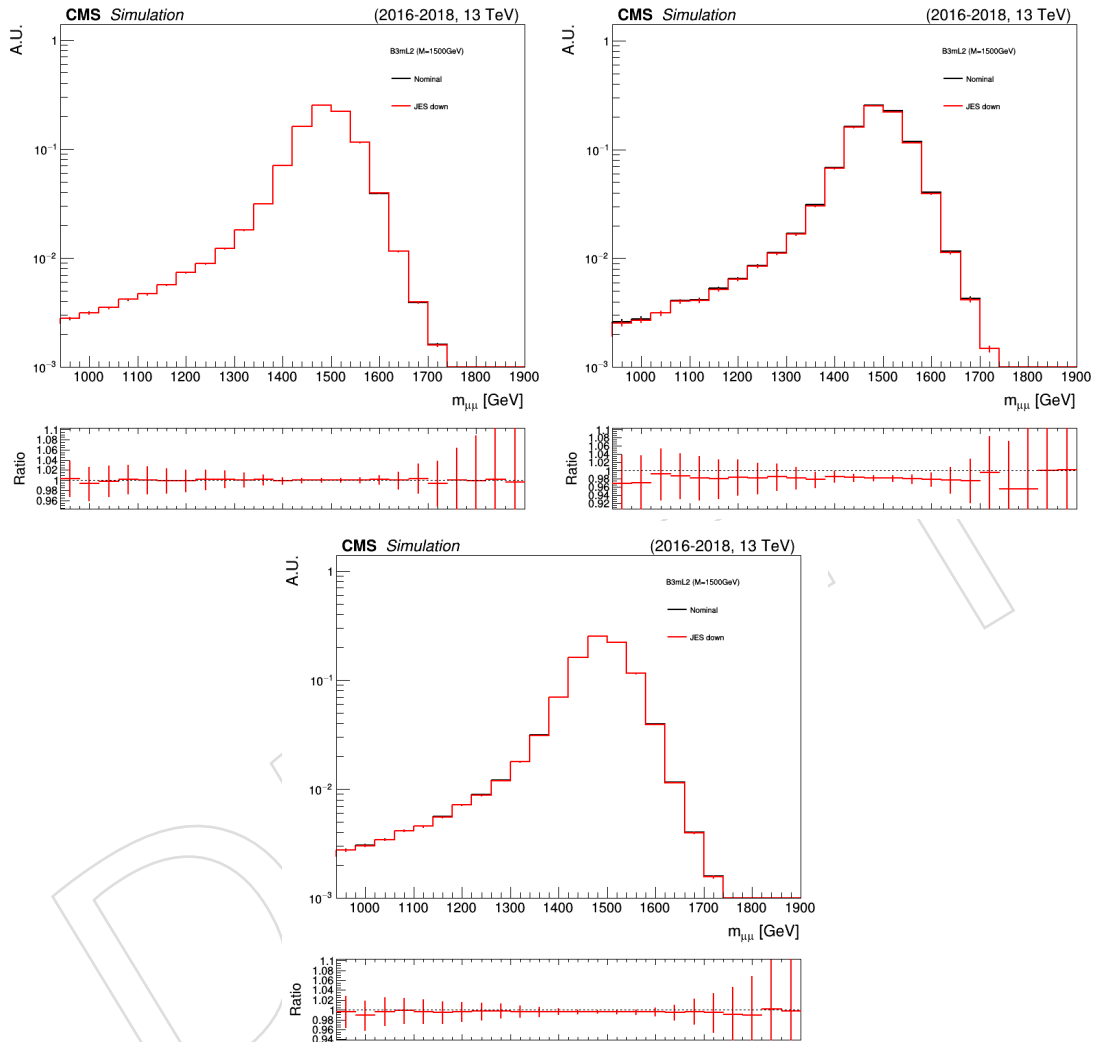 CMS Simulation (2016-2018, 13 TeV)
A.U.
B3mL2 (M=1500GeV)
Nominal
JES down
1
10⁻¹
10⁻²
10⁻³
1000 1100 1200 1300 1400 1500 1600 1700 1800 1900
m_μμ [GeV]
Ratio
1.1
1.08
1.06
1.04
1.02
1
0.98
0.96
CMS Simulation (2016-2018, 13 TeV)
A.U.
B3mL2 (M=1500GeV)
Nominal
JES down
1
10⁻¹
10⁻²
10⁻³
1000 1100 1200 1300 1400 1500 1600 1700 1800 1900
m_μμ [GeV]
Ratio
1.08
1.06
1.04
1.02
1.00
0.98
0.96
0.94
0.92
CMS Simulation (2016-2018, 13 TeV)
A.U.
B3mL2 (M=1500GeV)
Nominal
JES down
1
10⁻¹
10⁻²
10⁻³
1000 1100 1200 1300 1400 1500 1600 1700 1800 1900
m_μμ [GeV]
Ratio
1.1
1.08
1.06
1.04
1.02
1
0.98
0.96
0.94